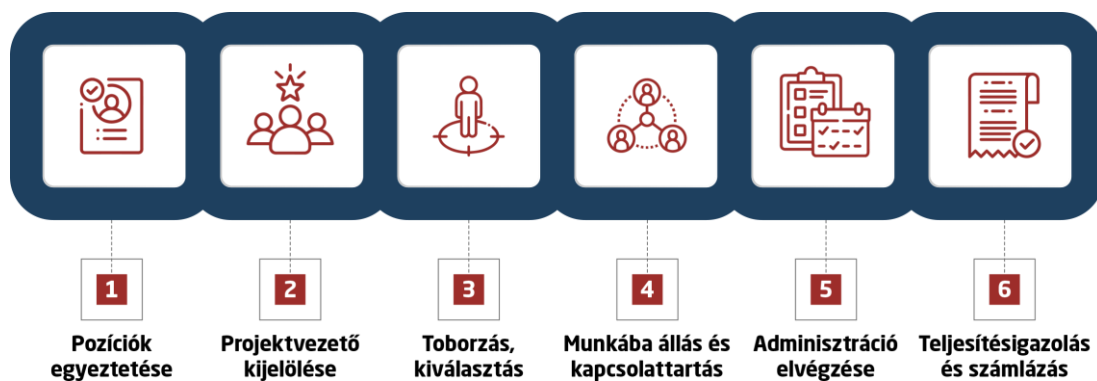 1
Pozíciók
egyeztetése
2
Projektvezető
kijelölése
3
Toborzás,
kiválasztás
4
Munkába állás és
kapcsolattartás
5
Adminisztráció
elvégzése
6
Teljesítésigazolás
és számlázás